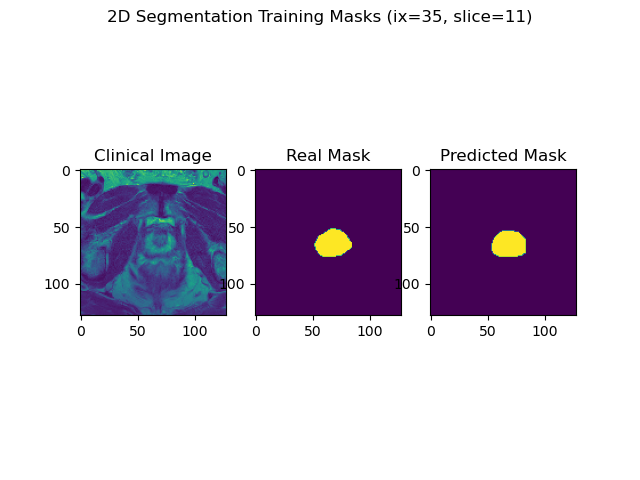 2D Segmentation Training Masks (ix=35, slice=11)
Clinical Image Real Mask Predicted Mask
0 0 0
50 50 50
100 100 100
0 50 100 0 50 100 0 50 100